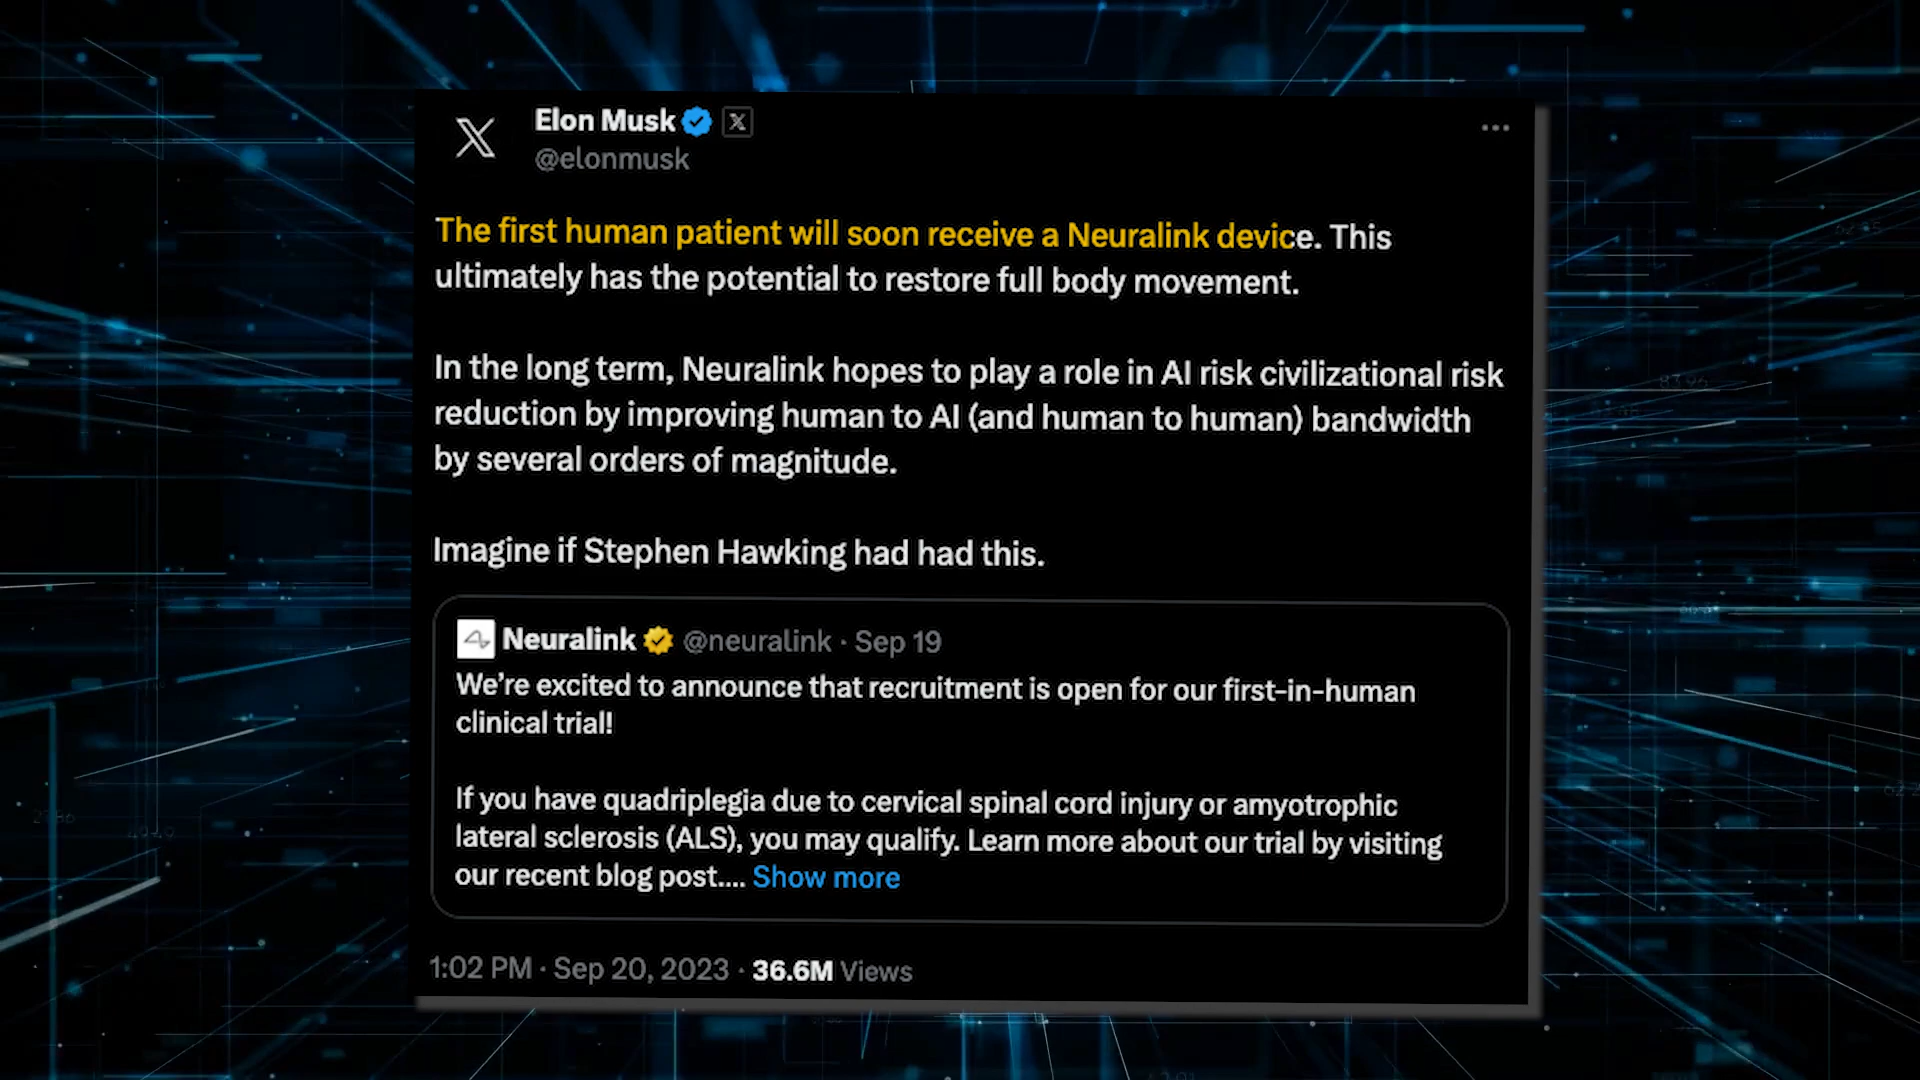 Elon Musk
@elonmusk
The first human patient will soon receive a Neuralink device. This
ultimately has the potential to restore full body movement.
In the long term, Neuralink hopes to play a role in AI risk civilizational risk
reduction by improving human to AI (and human to human) bandwidth
by several orders of magnitude.
Imagine if Stephen Hawking had had this.
Neuralink @neuralink · Sep 19
We're excited to announce that recruitment is open for our first-in-human
clinical trial!
If you have quadriplegia due to cervical spinal cord injury or amyotrophic
lateral sclerosis (ALS), you may qualify. Learn more about our trial by visiting
our recent blog post.... Show more
1:02 PM · Sep 20, 2023 · 36.6M Views